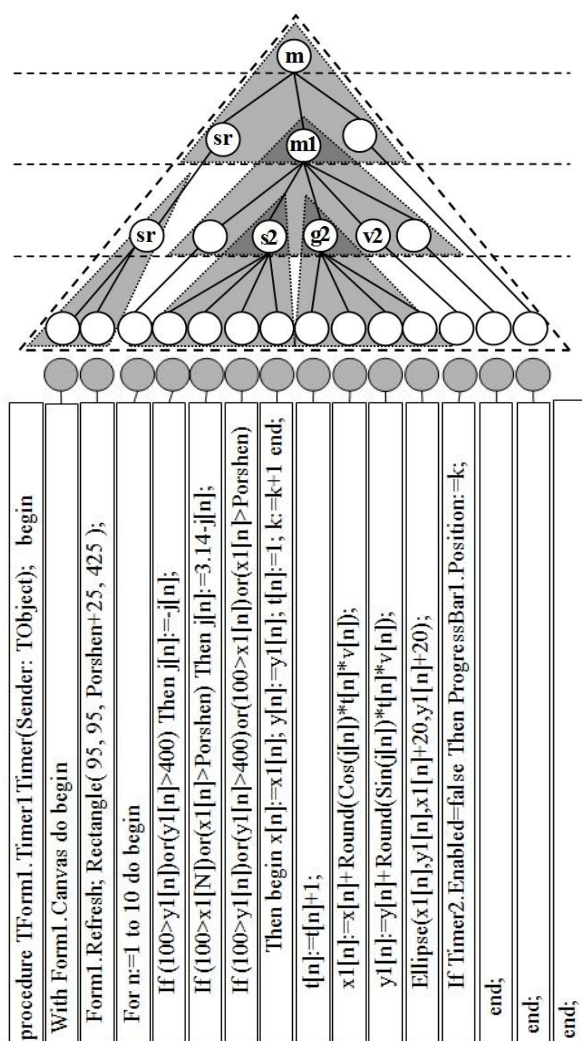 m
sr
m1
sr
s2
g2
v2
procedure TForm1.Timer1Timer(Sender: TObject); begin
With Form1.Canvas do begin
Form1.Refresh; Rectangle( 95, 95, Porshen+25, 425 );
For n:=1 to 10 do begin
If (100>y1[n])or(y1[n]>400) Then j[n]:=-j[n];
If (100>x1[N])or(x1[n]>Porshen) Then j[n]:=3.14-j[n];
If (100>y1[n])or(y1[n]>400)or(100>x1[n])or(x1[n]>Porshen)
Then begin x[n]:=x1[n]; y[n]:=y1[n]; t[n]:=1; k:=k+1 end;
t[n]:=t[n]+1;
x1[n]:=x[n]+Round(Cos(j[n])*t[n]*v[n]);
y1[n]:=y[n]+Round(Sin(j[n])*t[n]*v[n]);
Ellipse(x1[n],y1[n],x1[n]+20,y1[n]+20);
If Timer2.Enabled=false Then ProgressBar1.Position:=k;
end;
end;
end;